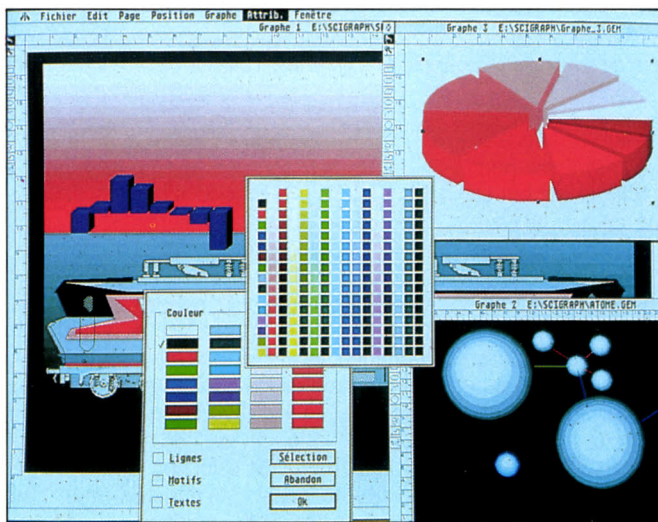 Fichier Edit Page Position Graphe Attrib. Fenêtre
Graphe 1 E:\SCIGRAPH\
Graphe 3 E:\SCIGRAPH\Graphe_3.GEM
Graphe 2 E:\SCIGRAPH\ATOME.GEM
Couleur
Lignes
Sélection
Motifs
Abandon
Textes
Ok